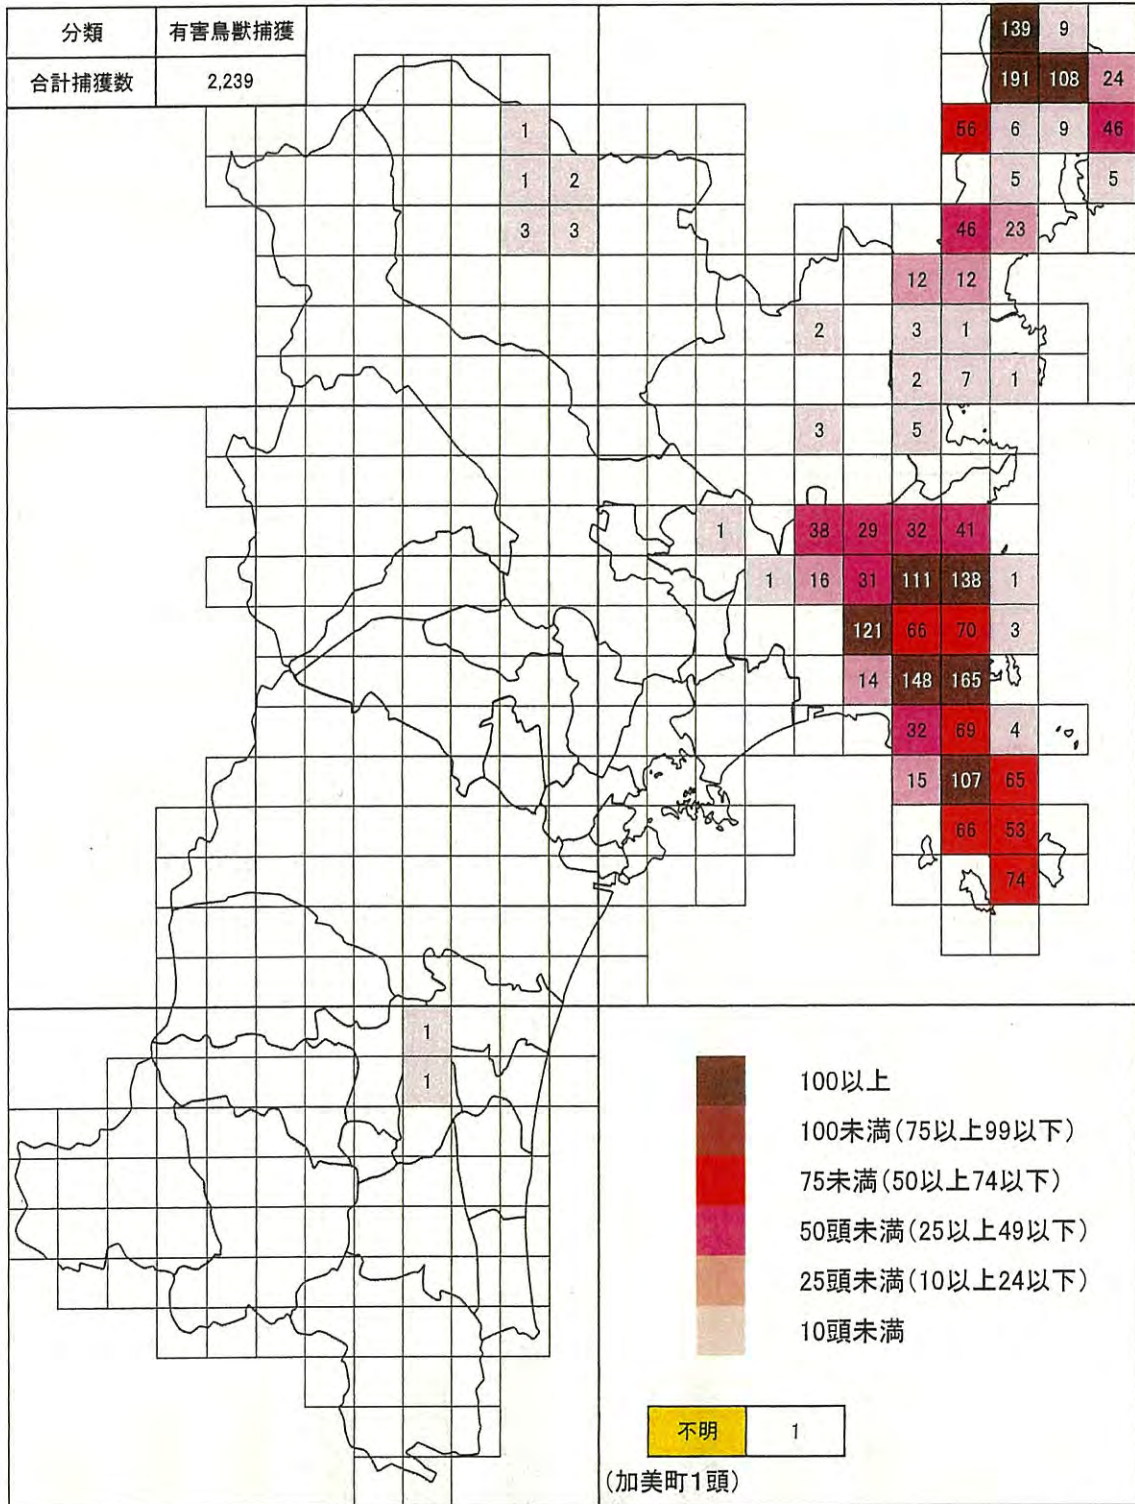 分類 有害鳥獣捕獲
合計捕獲数 2,239
139 9
191 108 24
1 56 6 9 46
1 2 5 5
3 3 46 23
12 12
2 3 1
2 7 1
3 5
1 38 29 32 41
1 16 31 111 138 1
121 66 70 3
14 148 165
32 69 4
15 107 65
66 53
74
1
1
100以上
100未満(75以上99以下)
75未満(50以上74以下)
50頭未満(25以上49以下)
25頭未満(10以上24以下)
10頭未満
不明 1
(加美町1頭)